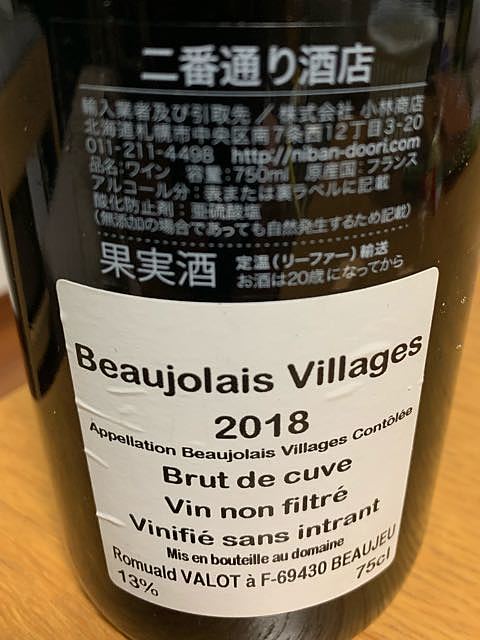 二番通り酒店
輸入業者及び引取先／株式会社 小林商店
北海道札幌市中央区南7条西12丁目3-20
011-211-4498 http://niban-doori.com
品名:ワイン 容量:750ml 原産国:フランス
アルコール分:表または裏ラベルに記載
酸化防止剤:亜硫酸塩
(無添加の場合であっても自然発生するため記載)
果実酒 定温(リーファー)輸送
お酒は20歳になってから
Beaujolais Villages
2018
Appellation Beaujolais Villages Contôlée
Brut de cuve
Vin non filtré
Vinifié sans intrant
Mis en bouteille au domaine
Romuald VALOT à F-69430 BEAUJEU
13% 75cl